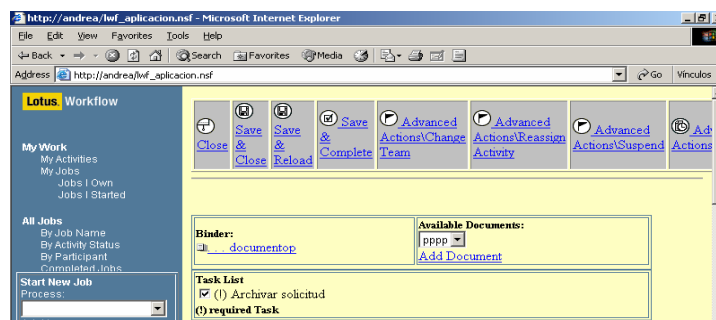 http://andrea/lwf_aplicacion.nsf - Microsoft Internet Explorer
File Edit View Favorites Tools Help
Back Search Favorites Media
Address http://andrea/lwf_aplicacion.nsf Go Vínculos
Lotus. Workflow
My Work
My Activities
My Jobs
Jobs I Own
Jobs I Started
All Jobs
By Job Name
By Activity Status
By Participant
Completed Jobs
Start New Job
Process:
Close
Save
&
Close
Save
&
Reload
Save
&
Complete
Advanced
Actions\Change
Team
Advanced
Actions\Reassign
Activity
Advanced
Actions\Suspend
Adv
Actions
Binder:
. . . documentop
Available Documents:
pppp
Add Document
Task List
(!) Archivar solicitud
(!) required Task